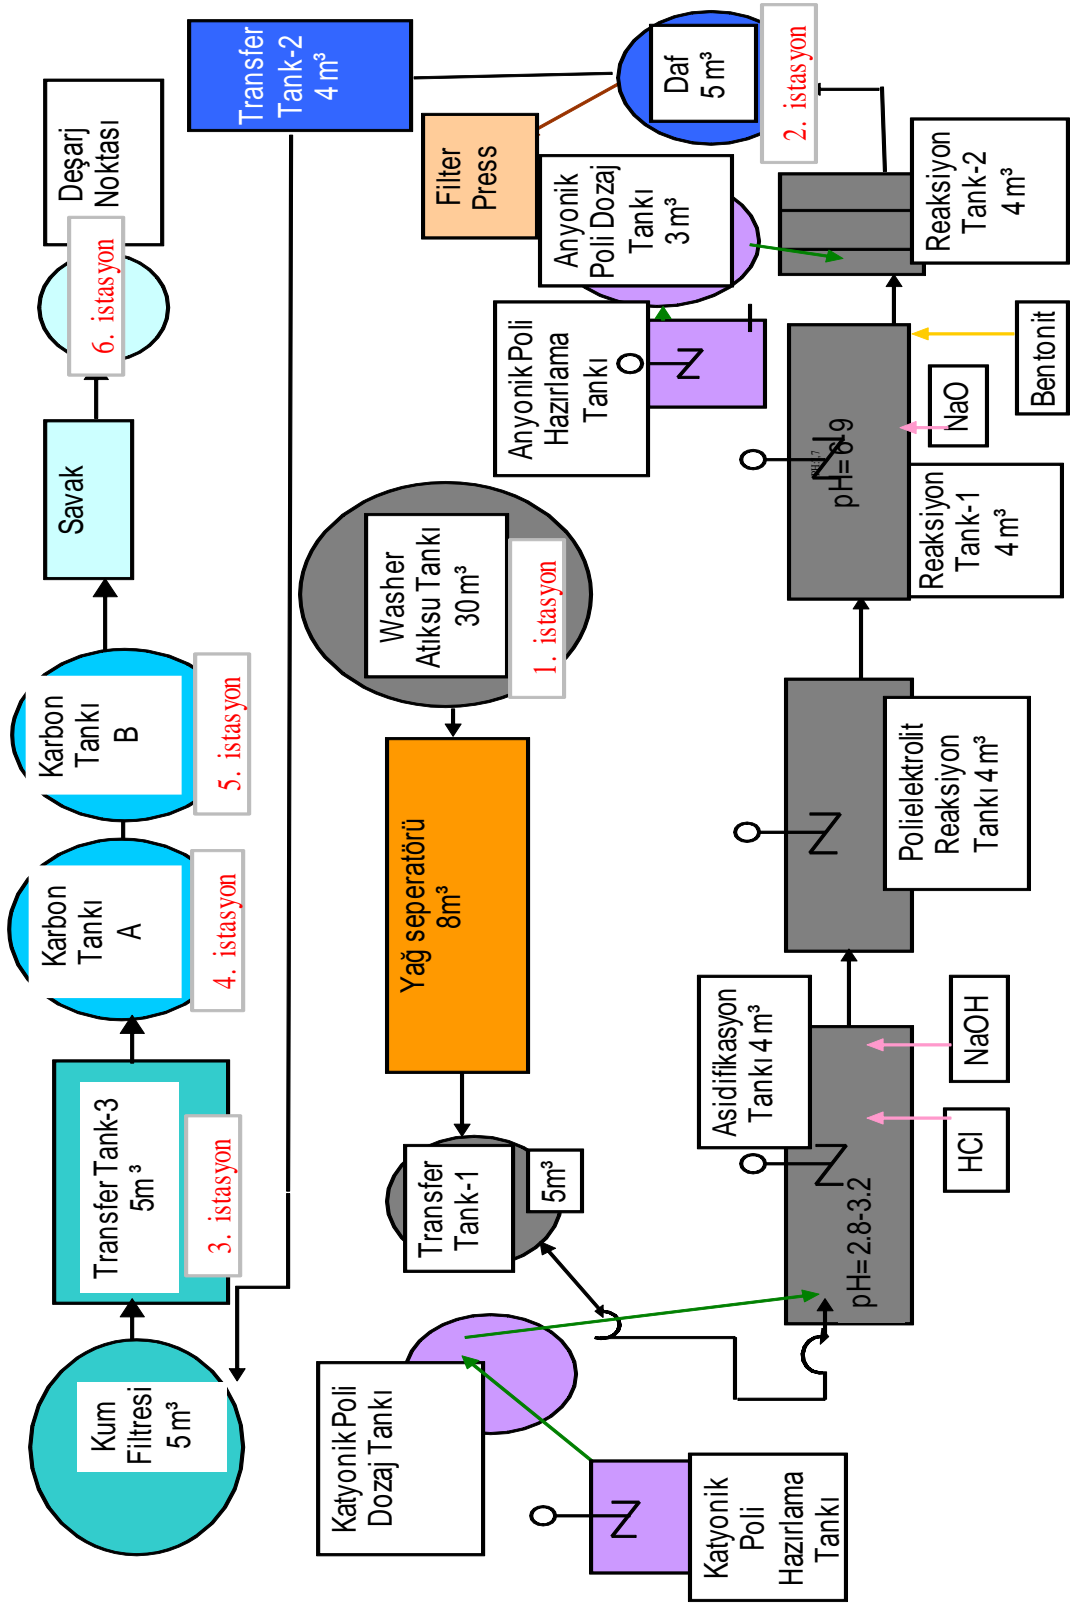 Kum
Filtresi
5 m³
Transfer Tank-3
5m ³
3. istasyon
Karbon
Tankı
A
4. istasyon
Karbon
Tankı
B
5. istasyon
Savak
6. istasyon
Deşarj
Noktası
Transfer
Tank-2
4 m³
Katyonik Poli
Dozaj Tankı
Transfer
Tank-1
5m³
Yağ seperatörü
8m³
Washer
Atıksu Tankı
30 m³
1. istasyon
Anyonik Poli
Hazırlama
Tankı
Anyonik
Poli Dozaj
Tankı
3 m³
Filter
Press
Daf
5 m³
2. istasyon
Katyonik
Poli
Hazırlama
Tankı
Asidifikasyon
Tankı 4 m³
pH=2.8-3.2
HCl
NaOH
Polielektrolit
Reaksiyon
Tankı 4 m³
pH= 6-9
Reaksiyon
Tank-1
4 m³
NaO
Bentonit
Reaksiyon
Tank-2
4 m³